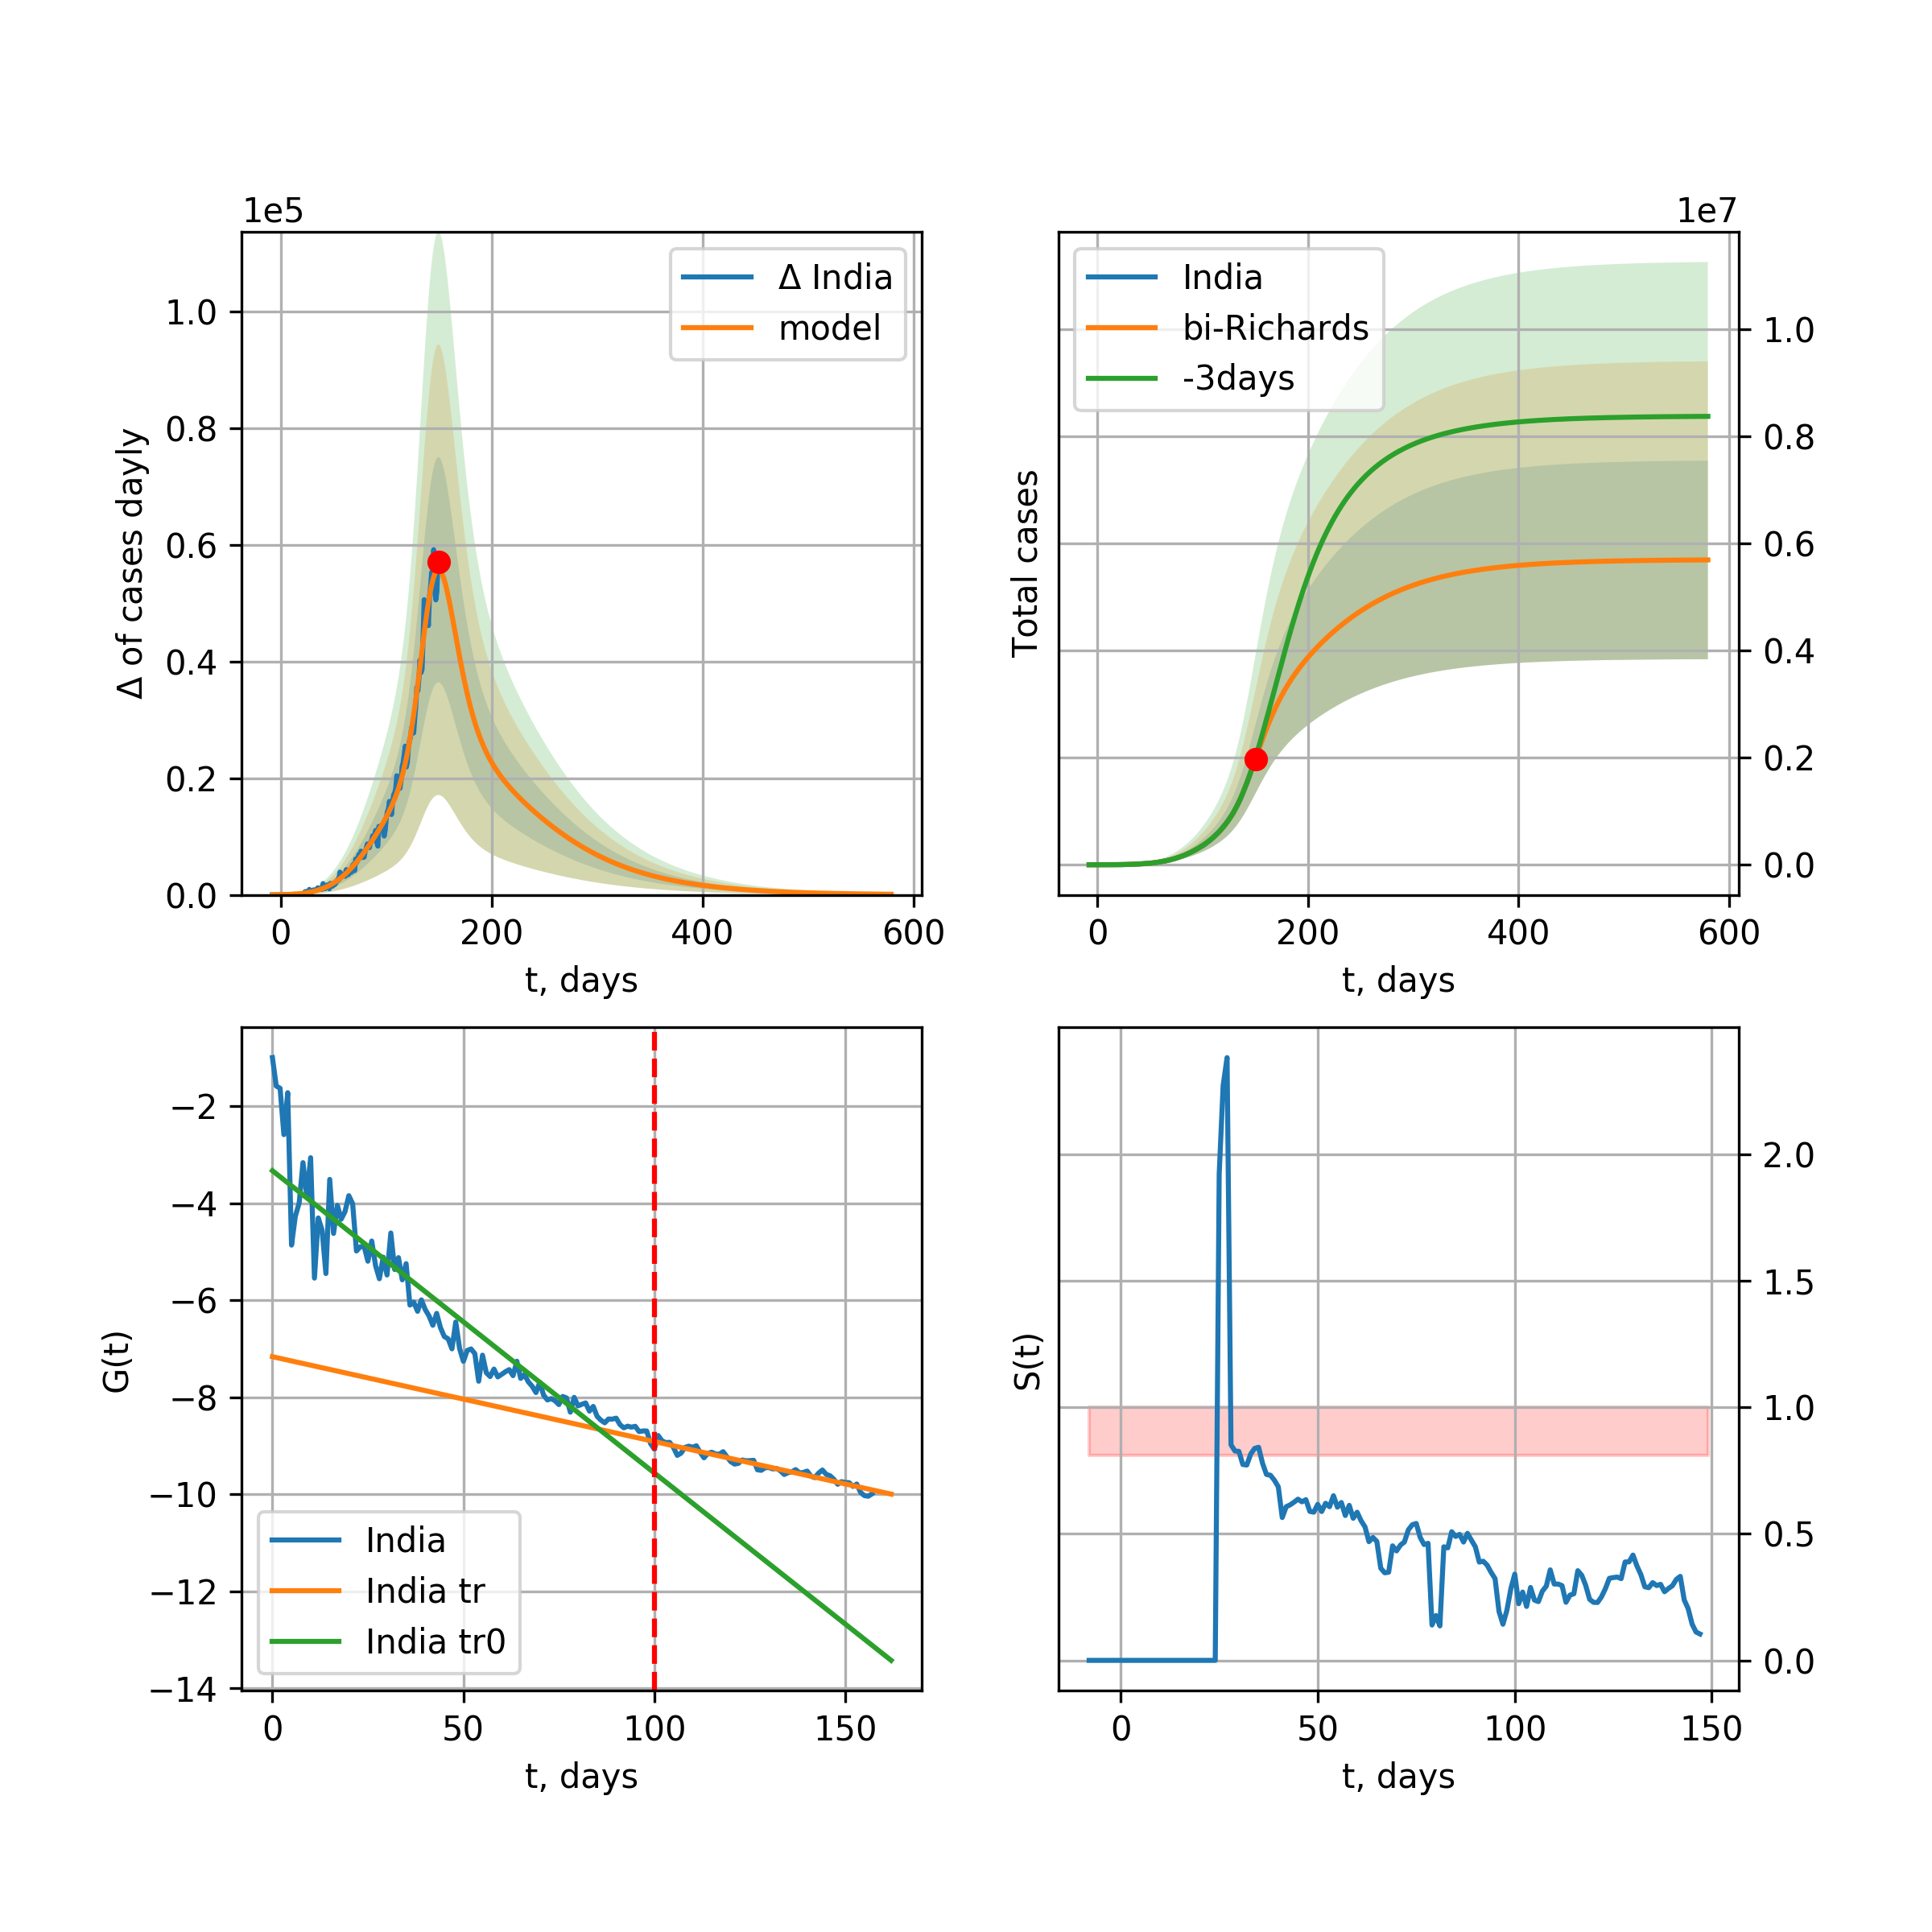 1e5
Δ of cases dayly
1.0
0.8
0.6
0.4
0.2
0.0
0 200 400 600
t, days
Δ India
model
1e7
Total cases
1.0
0.8
0.6
0.4
0.2
0.0
0 200 400 600
t, days
India
bi-Richards
-3days
G(t)
−2
−4
−6
−8
−10
−12
−14
0 50 100 150
t, days
India
India tr
India tr0
S(t)
2.0
1.5
1.0
0.5
0.0
0 50 100 150
t, days